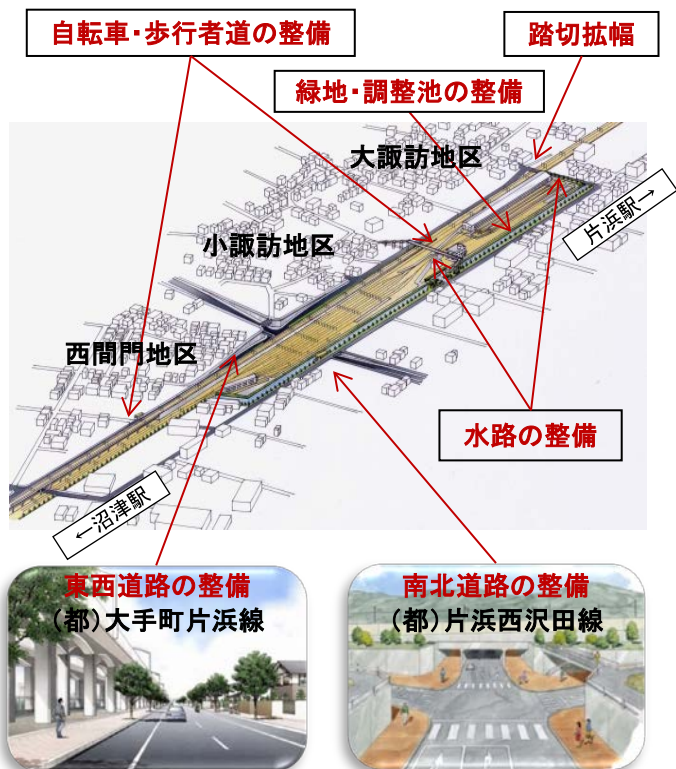 自転車・歩行者道の整備
踏切拡幅
緑地・調整池の整備
大諏訪地区
片浜駅→
小諏訪地区
西間門地区
水路の整備
←沼津駅
東西道路の整備
(都)大手町片浜線
南北道路の整備
(都)片浜西沢田線